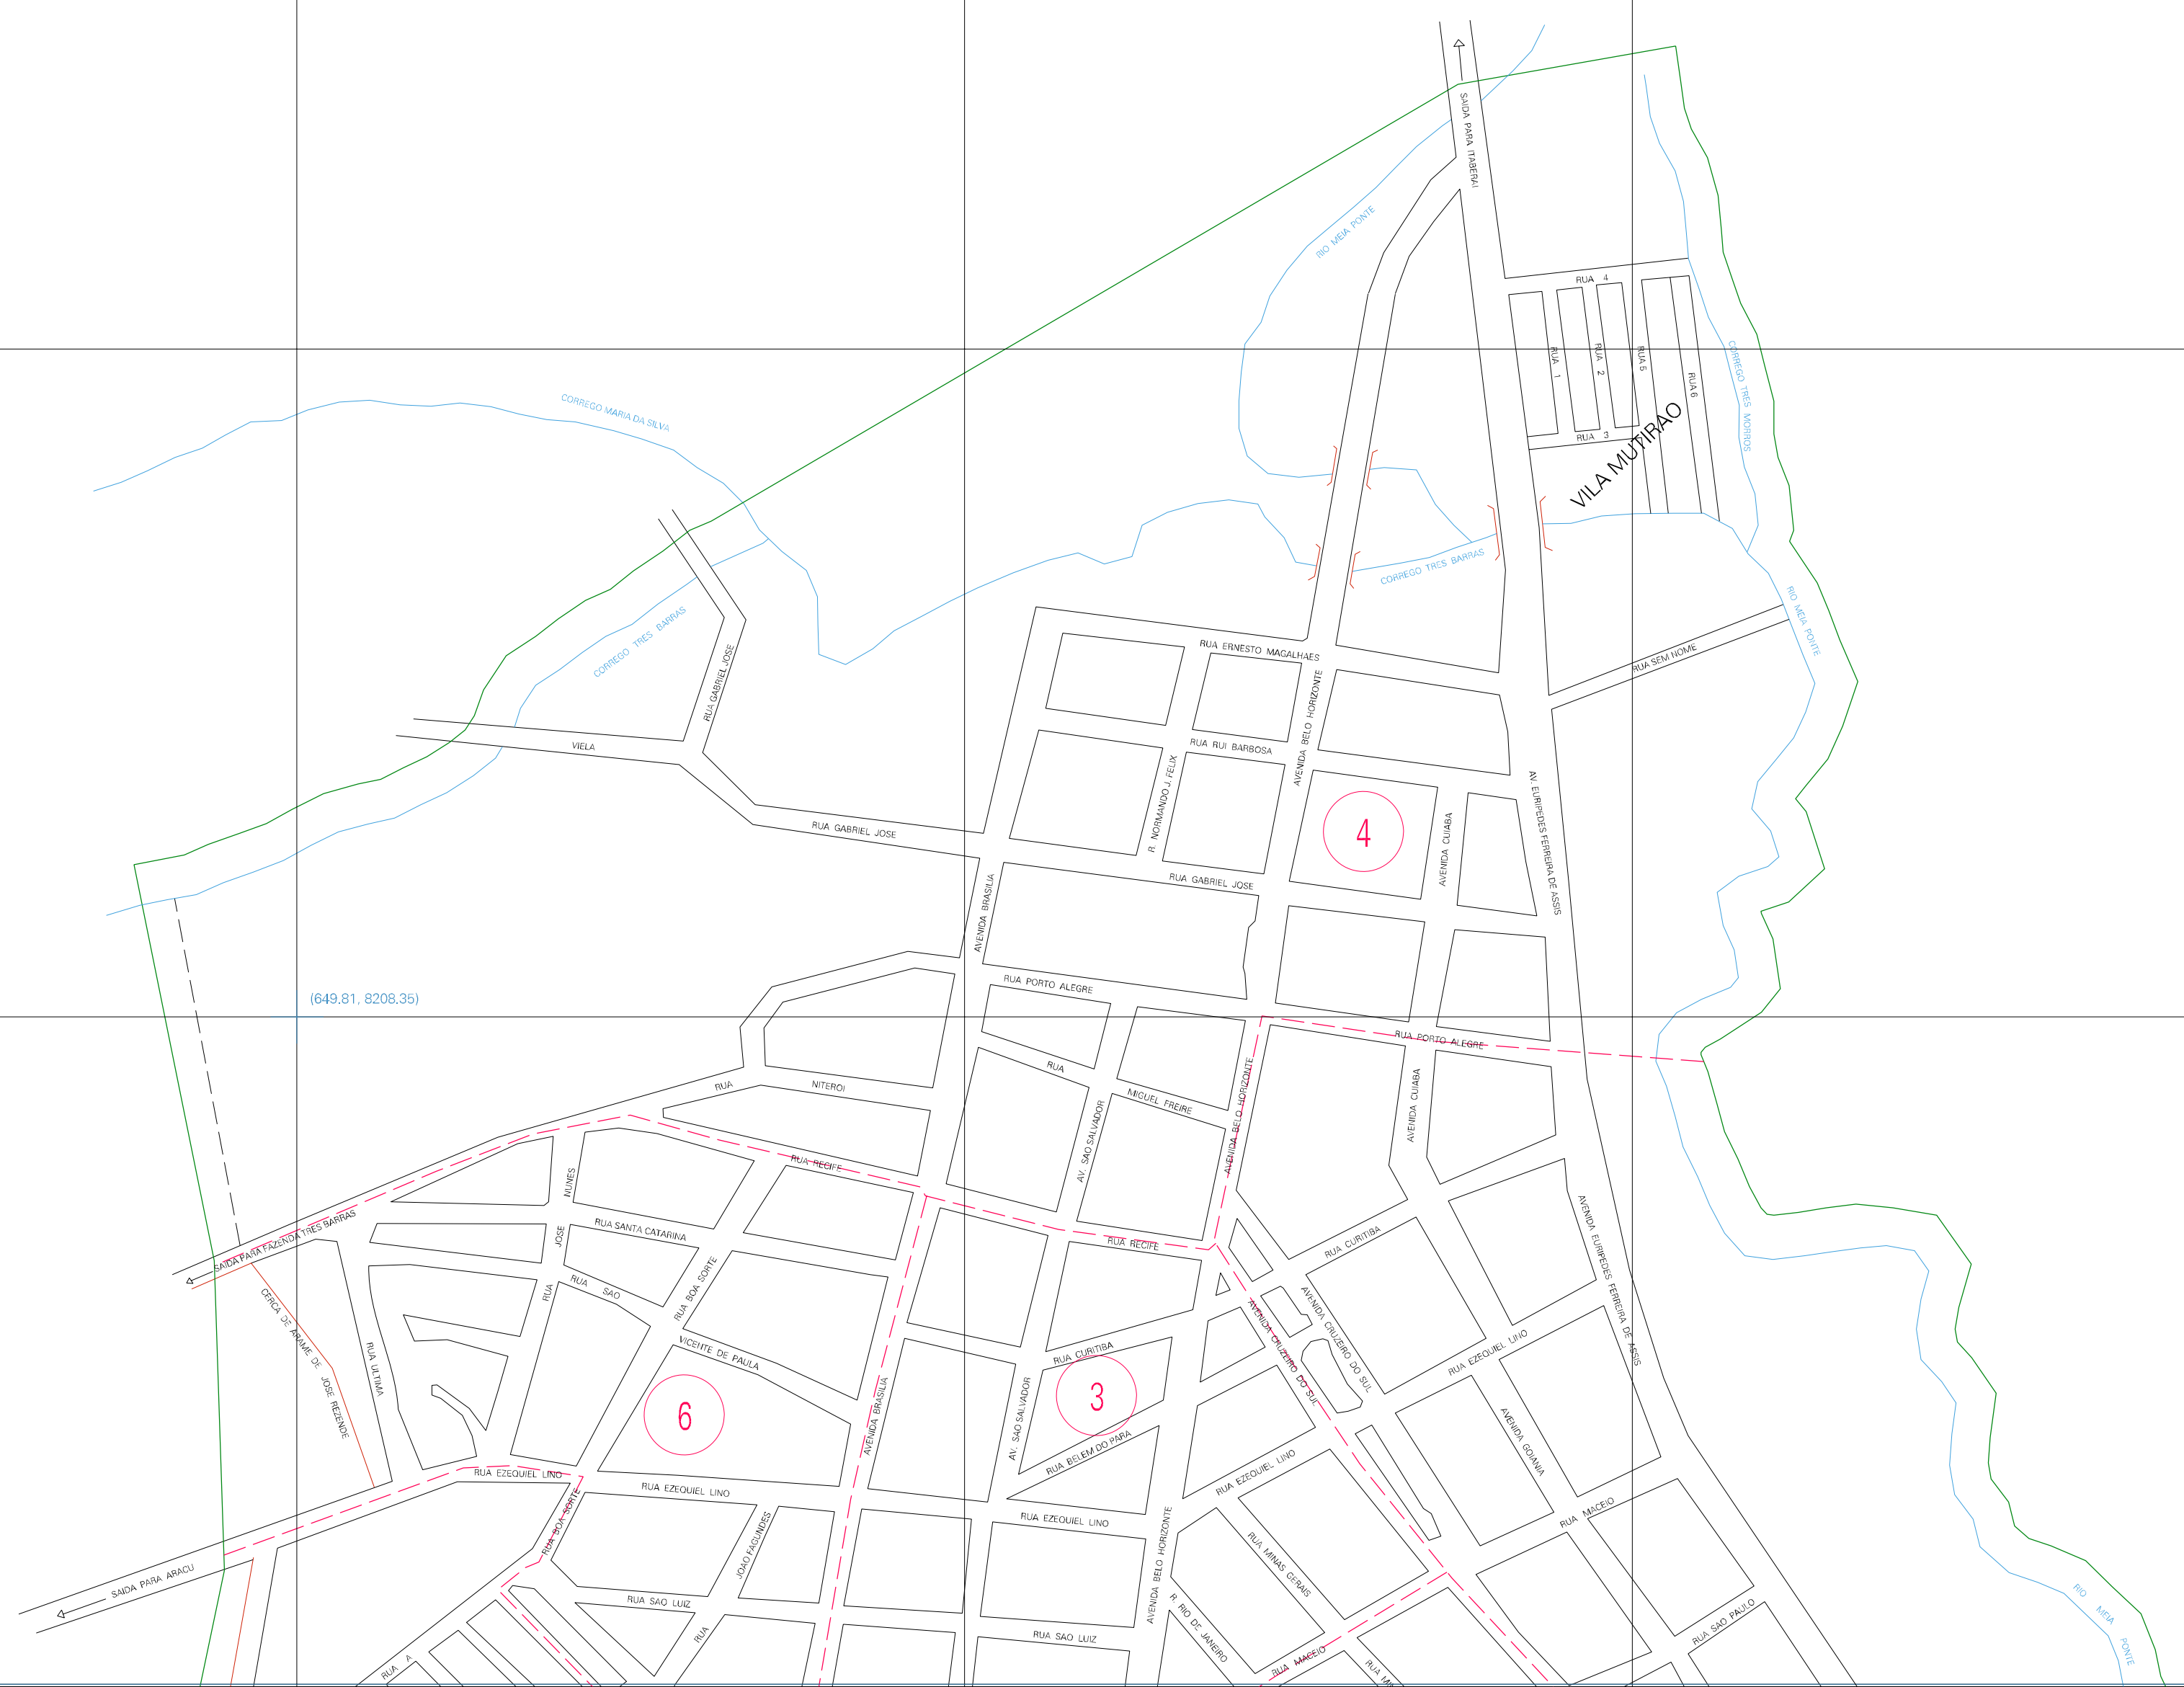 SAIDA PARA ITABERAI
RIO MEIA PONTE
RUA 4
RUA 1
RUA 2
RUA 5
RUA 6
CORREGO TRES MORROS
RUA 3
VILA MUTIRAO
CORREGO MARIA DA SILVA
CORREGO TRES BARRAS
CORREGO TRES BARRAS
RIO MEIA PONTE
RUA SEM NOME
RUA ERNESTO MAGALHAES
RUA GABRIEL JOSE
VIELA
RUA RUI BARBOSA
AVENIDA BELO HORIZONTE
R. NORMANDO J. FELIX
4
RUA GABRIEL JOSE
AVENIDA CUIABA
AV. EURIPEDES FERREIRA DE ASSIS
RUA GABRIEL JOSE
AVENIDA BRASILIA
RUA PORTO ALEGRE
(649.81, 8208.35)
RUA PORTO ALEGRE
RUA NITEROI
RUA MIGUEL FREIRE
AV. SAO SALVADOR
AVENIDA BELO HORIZONTE
AVENIDA CUIABA
RUA RECIFE
RUA JOSE NUNES
RUA SANTA CATARINA
RUA RECIFE
RUA CURITIBA
AVENIDA EURIPEDES FERREIRA DE ASSIS
SAIDA PARA FAZENDA TRES BARRAS
CERCA DE ARAME DE JOSE REZENDE
RUA ULTIMA
RUA SAO VICENTE DE PAULA
RUA BOA SORTE
AVENIDA CRUZEIRO DO SUL
AVENIDA CRUZEIRO DO SUL
RUA EZEQUIEL LINO
RUA CURITIBA
6
3
AVENIDA BRASILIA
AV. SAO SALVADOR
RUA BELEM DO PARA
AVENIDA GOIANIA
RUA EZEQUIEL LINO
RUA EZEQUIEL LINO
RUA EZEQUIEL LINO
RUA EZEQUIEL LINO
RUA MACEIO
RUA BOA SORTE
RUA JOAO FAGUNDES
AVENIDA BELO HORIZONTE
RUA MINAS GERAIS
SAIDA PARA ARACU
RUA SAO LUIZ
RUA SAO LUIZ
R. RIO DE JANEIRO
RUA SAO PAULO
RIO MEIA PONTE
RUA A
RUA MACEIO
RUA